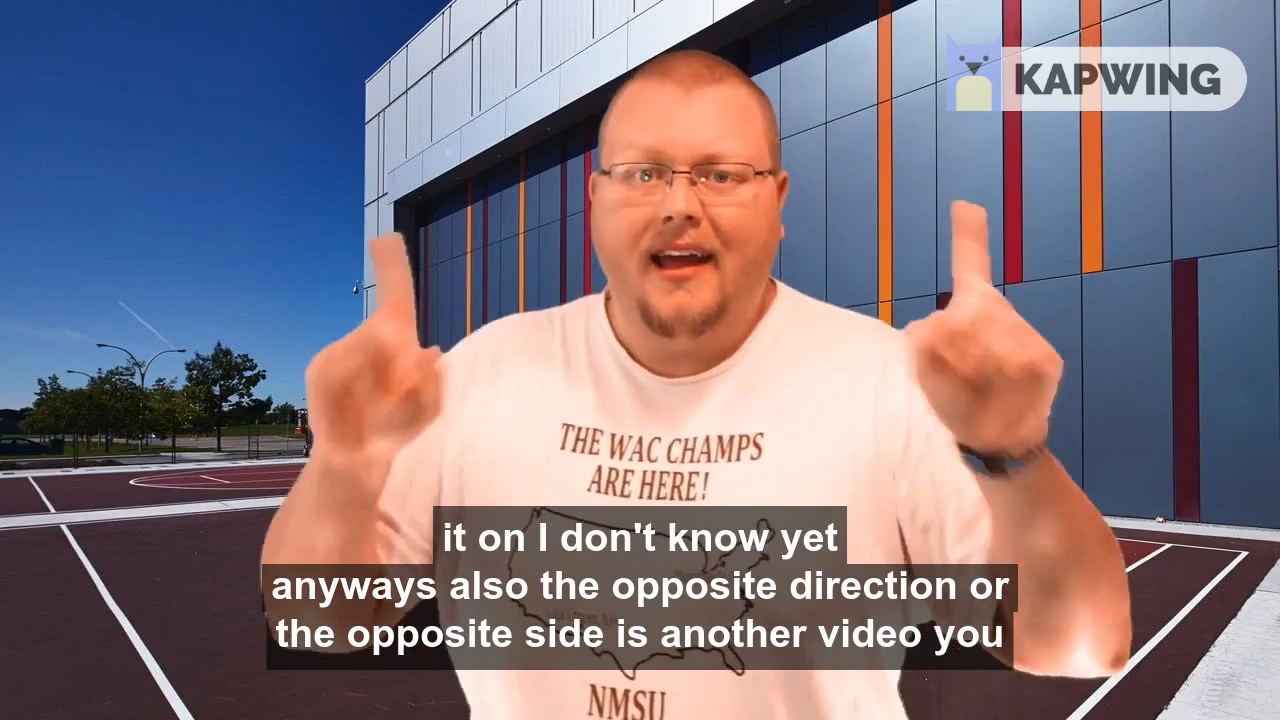 KAPWING
THE WAC CHAMPS
ARE HERE!
it on I don't know yet
anyways also the opposite direction or
the opposite side is another video you
NMSU